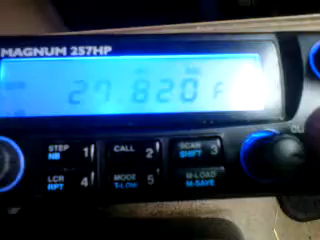 MAGNUM 257HP
27.820 F
STEP 1 CALL 2 SCAN 3
NB SHIFT
LCR 4 MODE 5 M-LOAD
RPT M-SAVE